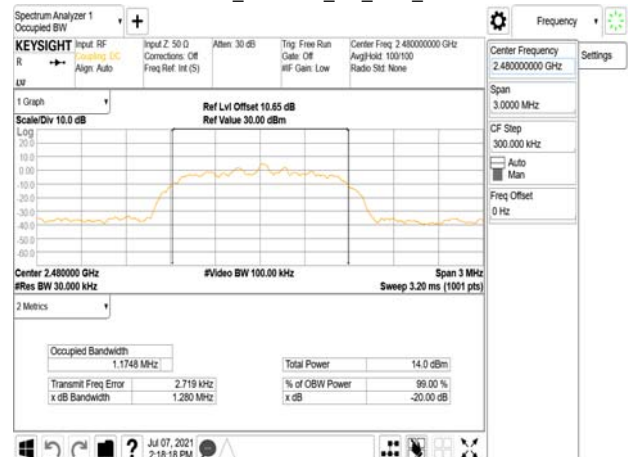 Spectrum Analyzer 1
Occupied BW
Frequency
KEYSIGHT Input: RF
R
Coupling: DC
Align: Auto
LV
Input Z: 50 Ω
Corrections: Off
Freq Ref: Int (S)
Atten: 30 dB
Trig: Free Run
Gate: Off
#IF Gain: Low
Center Freq: 2.480000000 GHz
Avg|Hold: 100/100
Radio Std: None
Center Frequency
2.480000000 GHz
Settings
Span
3.0000 MHz
CF Step
300.000 kHz
Auto
Man
Freq Offset
0 Hz
1 Graph
Scale/Div 10.0 dB
Ref Lvl Offset 10.65 dB
Ref Value 30.00 dBm
Log
20.0
10.0
0.00
-10.0
-20.0
-30.0
-40.0
-50.0
-60.0
Center 2.480000 GHz
#Res BW 30.000 kHz
#Video BW 100.00 kHz
Span 3 MHz
Sweep 3.20 ms (1001 pts)
2 Metrics
Occupied Bandwidth
1.1748 MHz
Total Power 14.0 dBm
Transmit Freq Error 2.719 kHz
% of OBW Power 99.00 %
x dB Bandwidth 1.280 MHz
x dB -20.00 dB
?
Jul 07, 2021
2:18:18 PM